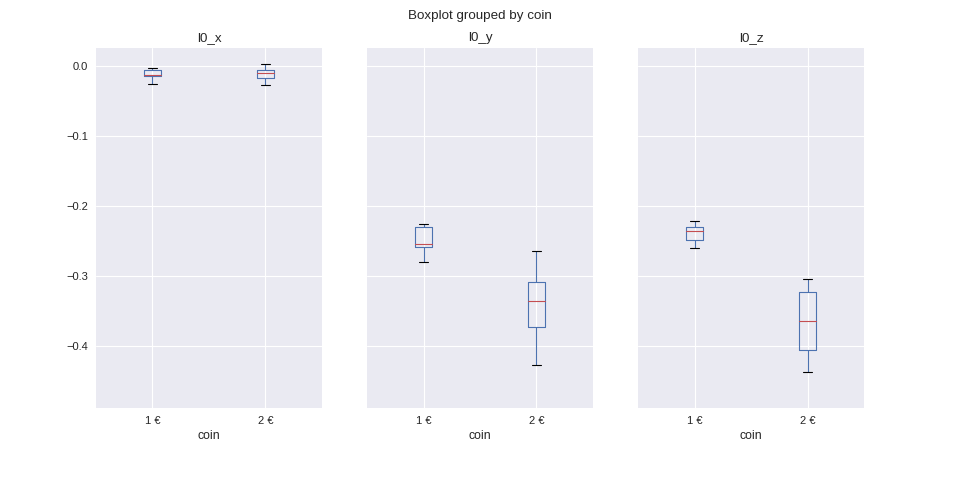 Boxplot grouped by coin
l0_x
l0_y
l0_z
0.0
−0.1
−0.2
−0.3
−0.4
1 €
2 €
1 €
2 €
1 €
2 €
coin
coin
coin